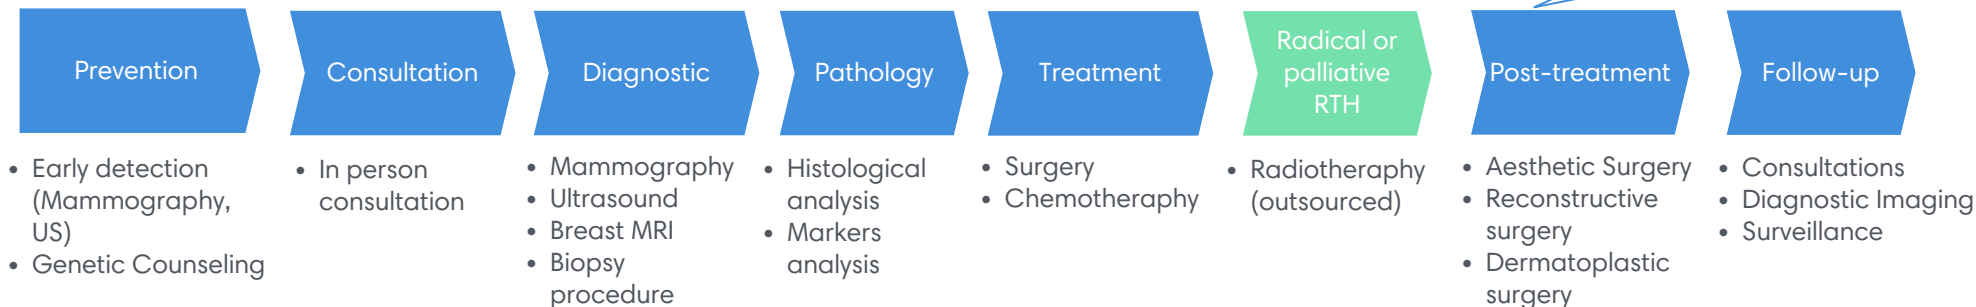 Prevention
Consultation
Diagnostic
Pathology
Treatment
Radical or
palliative
RTH
Post-treatment
Follow-up
• Early detection
(Mammography,
US)
• Genetic Counseling
• In person
consultation
• Mammography
• Ultrasound
• Breast MRI
• Biopsy
procedure
• Histological
analysis
• Markers
analysis
• Surgery
• Chemotheraphy
• Radiotheraphy
(outsourced)
• Aesthetic Surgery
• Reconstructive
surgery
• Dermatoplastic
surgery
• Consultations
• Diagnostic Imaging
• Surveillance